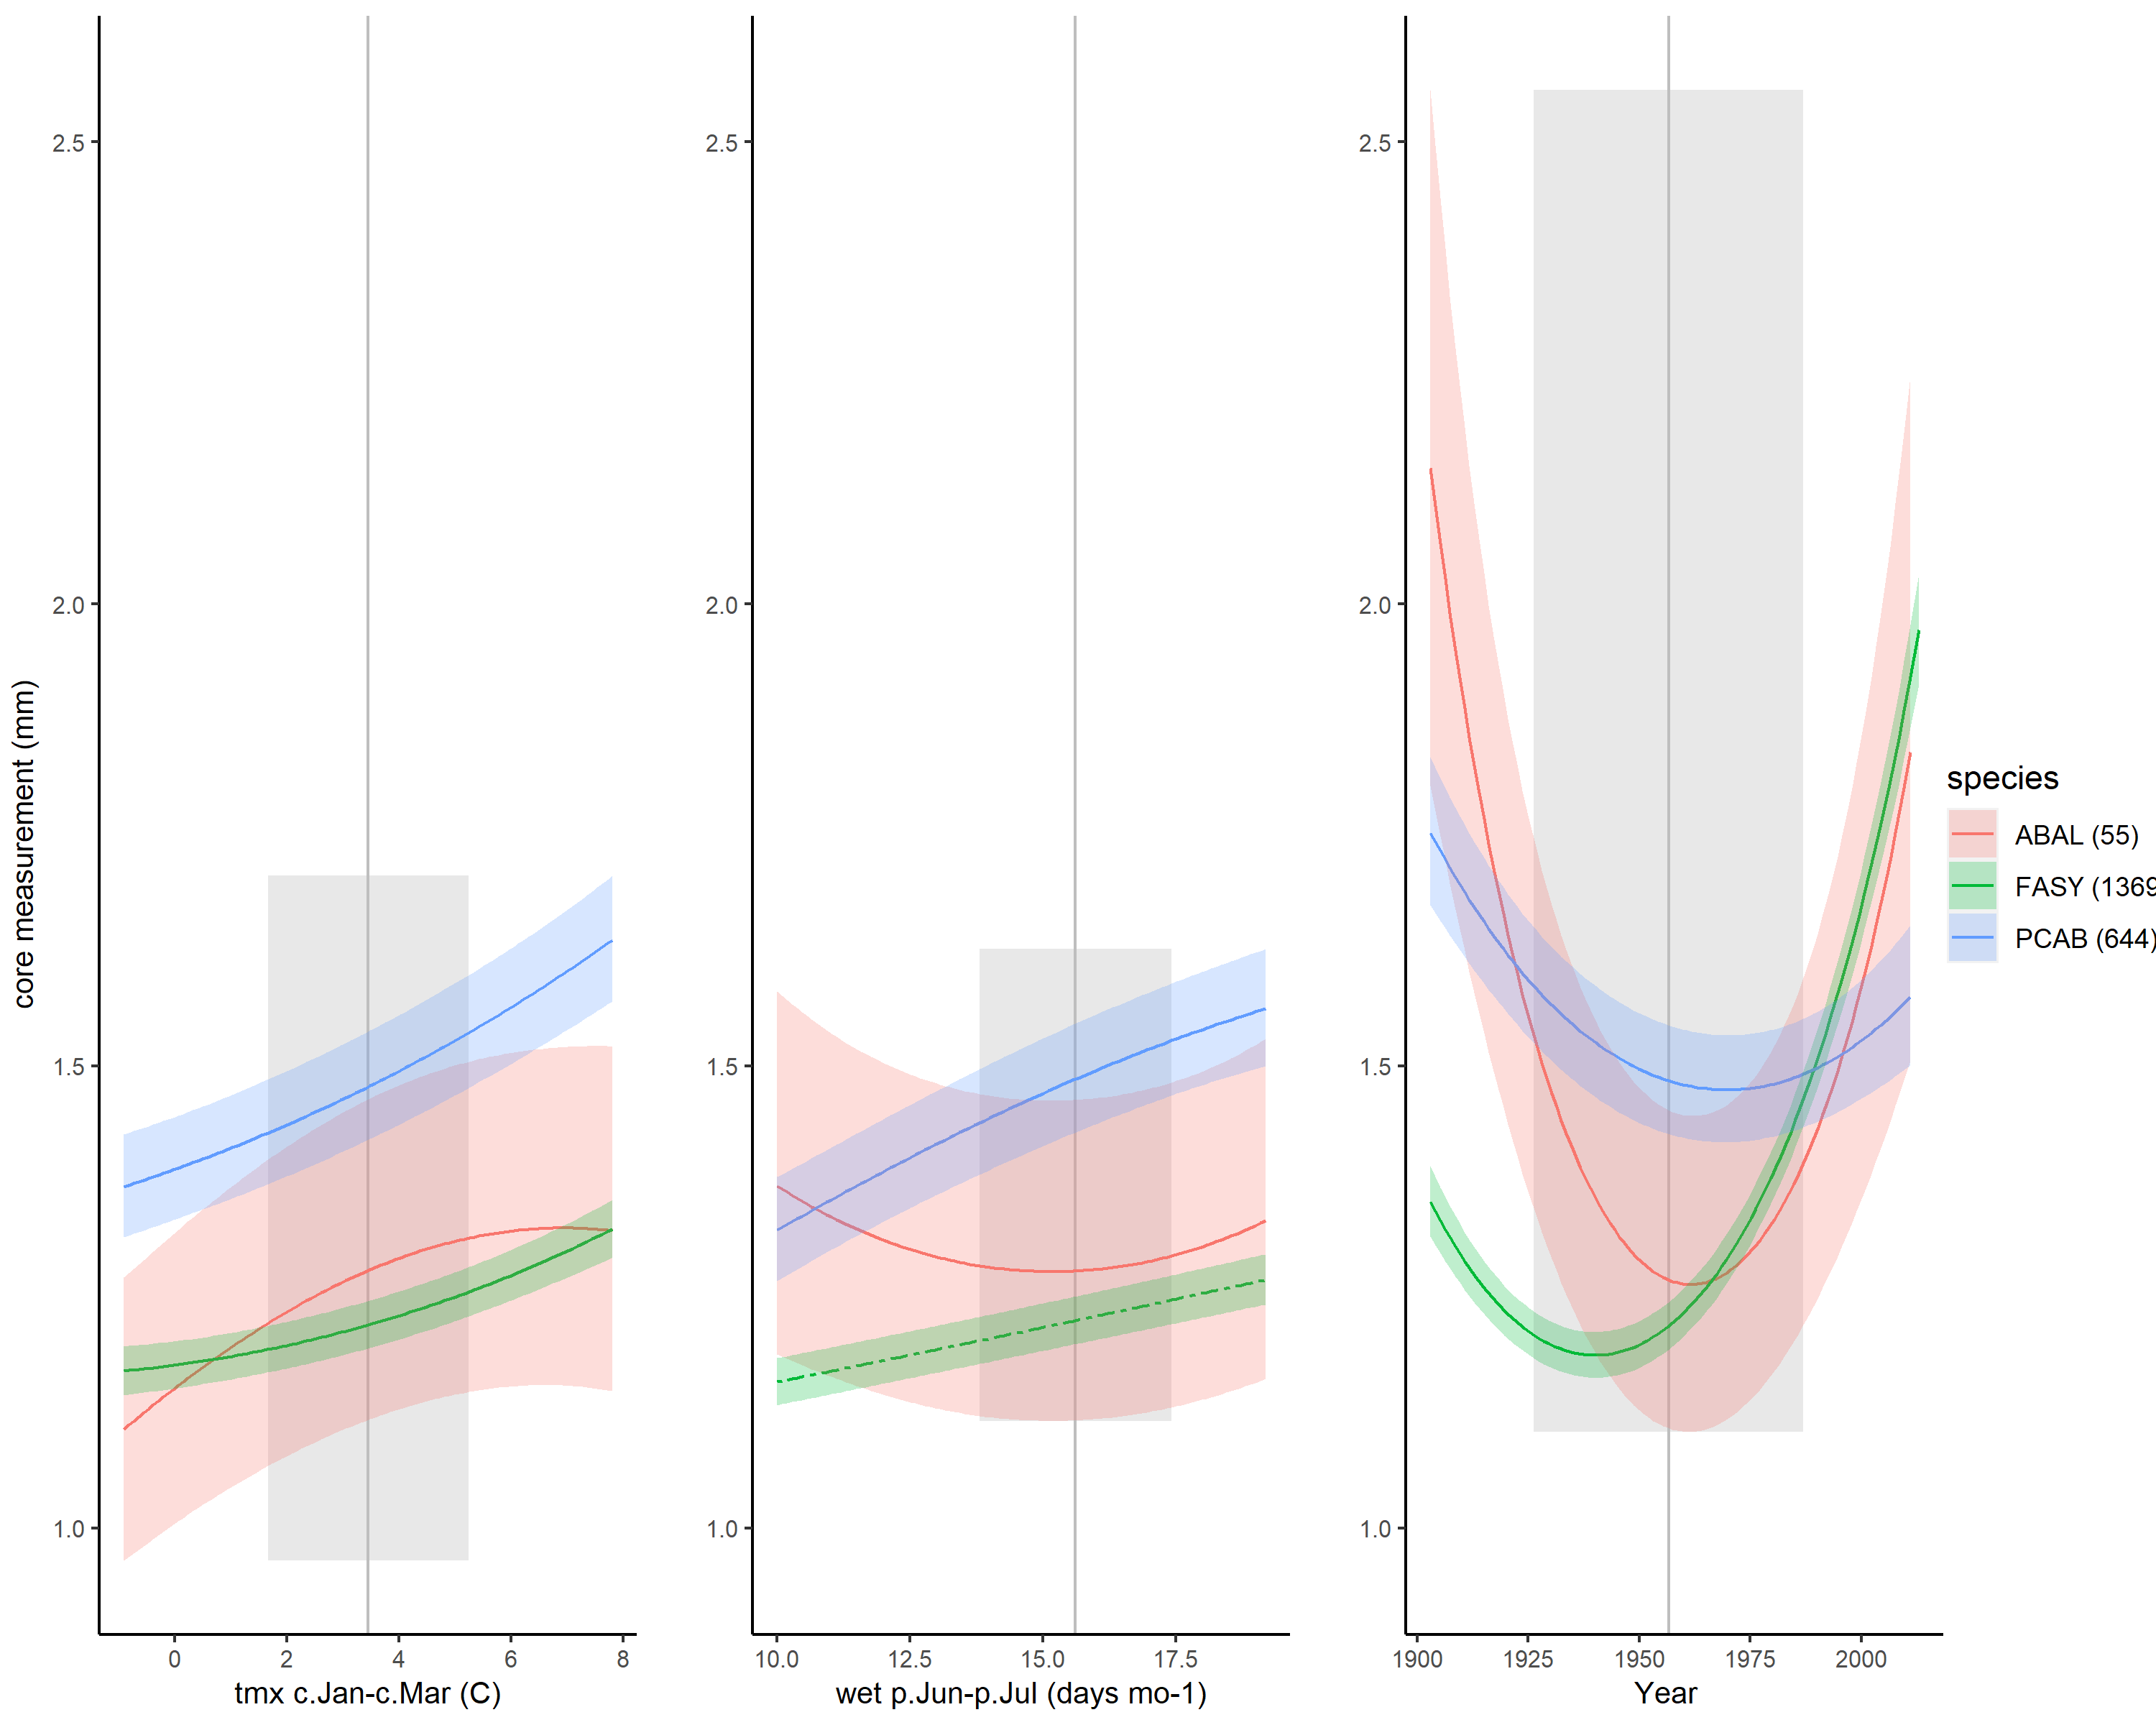 core measurement (mm)
2.5
2.0
1.5
1.0
0 2 4 6 8
tmx c.Jan-c.Mar (C)
2.5
2.0
1.5
1.0
10.0 12.5 15.0 17.5
wet p.Jun-p.Jul (days mo-1)
2.5
2.0
1.5
1.0
1900 1925 1950 1975 2000
Year
species
ABAL (55)
FASY (1369
PCAB (644)